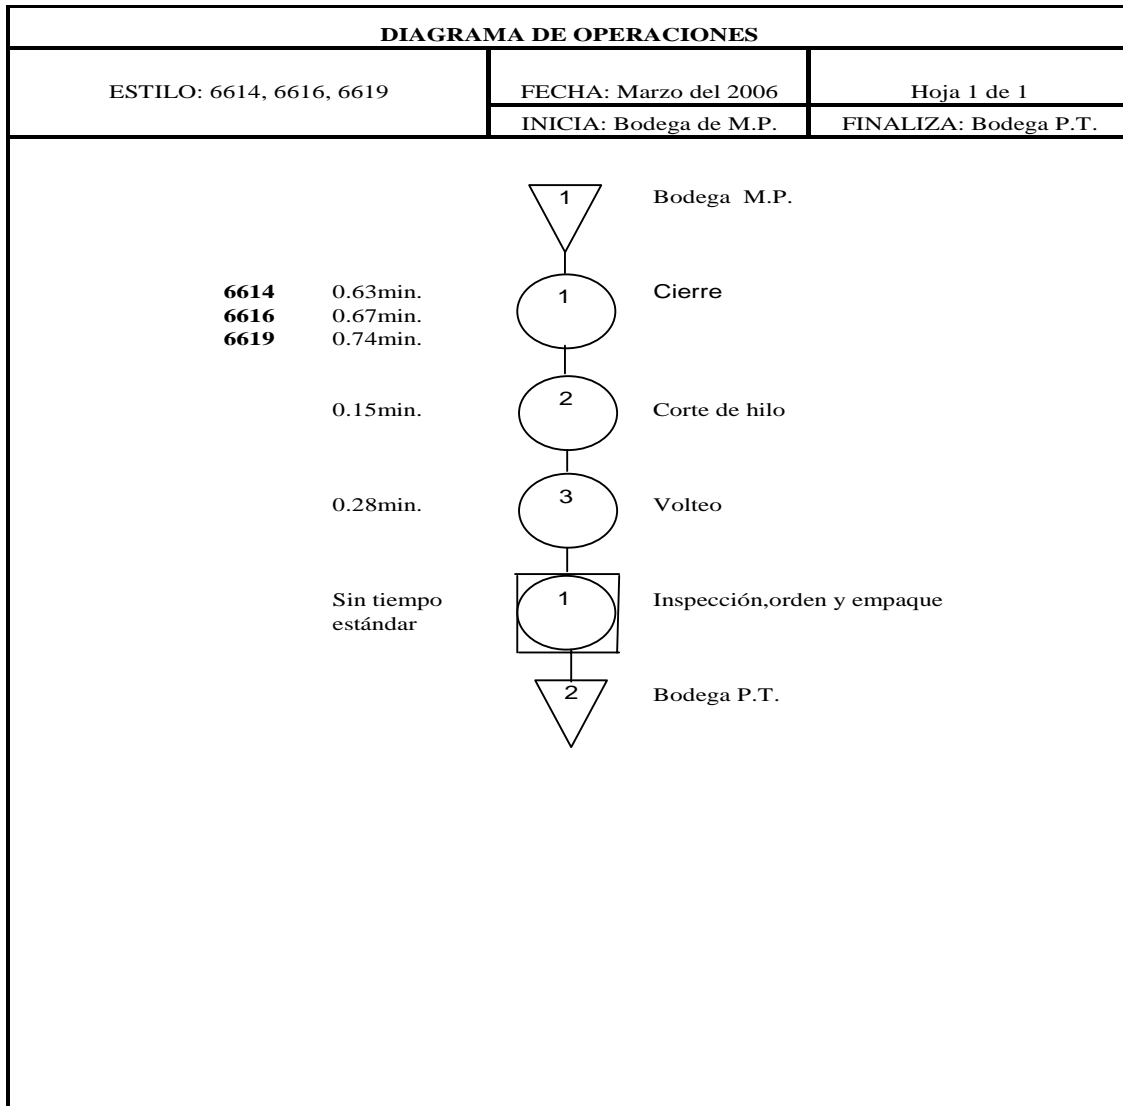 DIAGRAMA DE OPERACIONES
ESTILO: 6614, 6616, 6619
FECHA: Marzo del 2006
Hoja 1 de 1
INICIA: Bodega de M.P.
FINALIZA: Bodega P.T.
1 Bodega M.P.
6614 0.63min. 1 Cierre
6616 0.67min.
6619 0.74min.
0.15min. 2 Corte de hilo
0.28min. 3 Volteo
Sin tiempo 1 Inspección,orden y empaque
estándar
2 Bodega P.T.